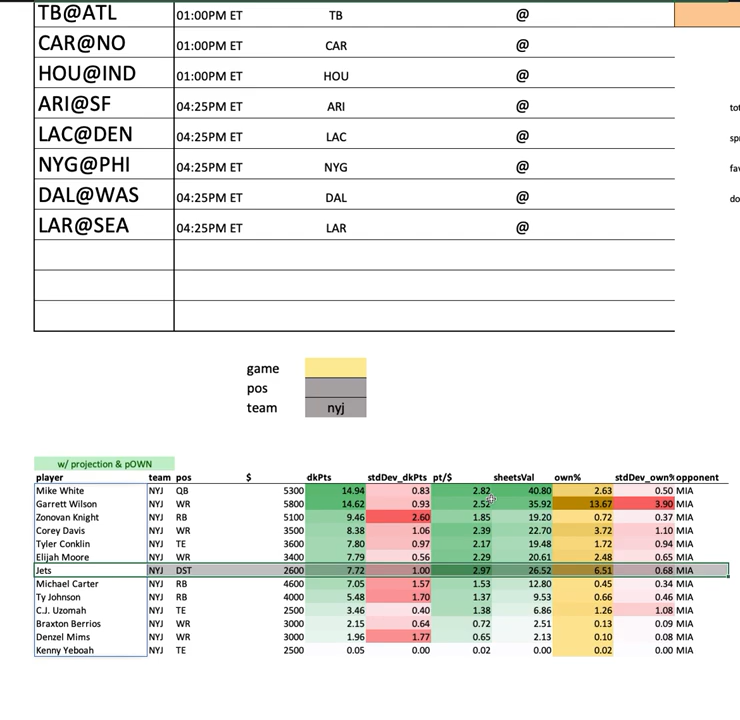 TB@ATL 01:00PM ET TB @
CAR@NO 01:00PM ET CAR @
HOU@IND 01:00PM ET HOU @
ARI@SF 04:25PM ET ARI @ tot
LAC@DEN 04:25PM ET LAC @ spr
NYG@PHI 04:25PM ET NYG @ fav
DAL@WAS 04:25PM ET DAL @ do
LAR@SEA 04:25PM ET LAR @
game
pos
team nyj
w/ projection & pOWN
player team pos $ dkPts stdDev_dkPts pt/$ sheetsVal own% stdDev_own% opponent
Mike White NYJ QB 5300 14.94 0.83 2.82 40.80 2.63 0.50 MIA
Garrett Wilson NYJ WR 5800 14.62 0.93 2.52 35.92 13.67 3.90 MIA
Zonovan Knight NYJ RB 5100 9.46 2.60 1.85 19.20 0.72 0.37 MIA
Corey Davis NYJ WR 3500 8.38 1.06 2.39 22.70 3.72 1.10 MIA
Tyler Conklin NYJ TE 3600 7.80 0.97 2.17 19.48 1.72 0.94 MIA
Elijah Moore NYJ WR 3400 7.79 0.56 2.29 20.61 2.48 0.65 MIA
Jets NYJ DST 2600 7.72 1.00 2.97 26.52 6.51 0.68 MIA
Michael Carter NYJ RB 4600 7.05 1.57 1.53 12.80 0.45 0.34 MIA
Ty Johnson NYJ RB 4000 5.48 1.70 1.37 9.53 0.66 0.46 MIA
C.J. Uzomah NYJ TE 2500 3.46 0.40 1.38 6.86 1.26 1.08 MIA
Braxton Berrios NYJ WR 3000 2.15 0.64 0.72 2.51 0.13 0.09 MIA
Denzel Mims NYJ WR 3000 1.96 1.77 0.65 2.13 0.10 0.08 MIA
Kenny Yeboah NYJ TE 2500 0.05 0.00 0.02 0.00 0.02 0.00 MIA